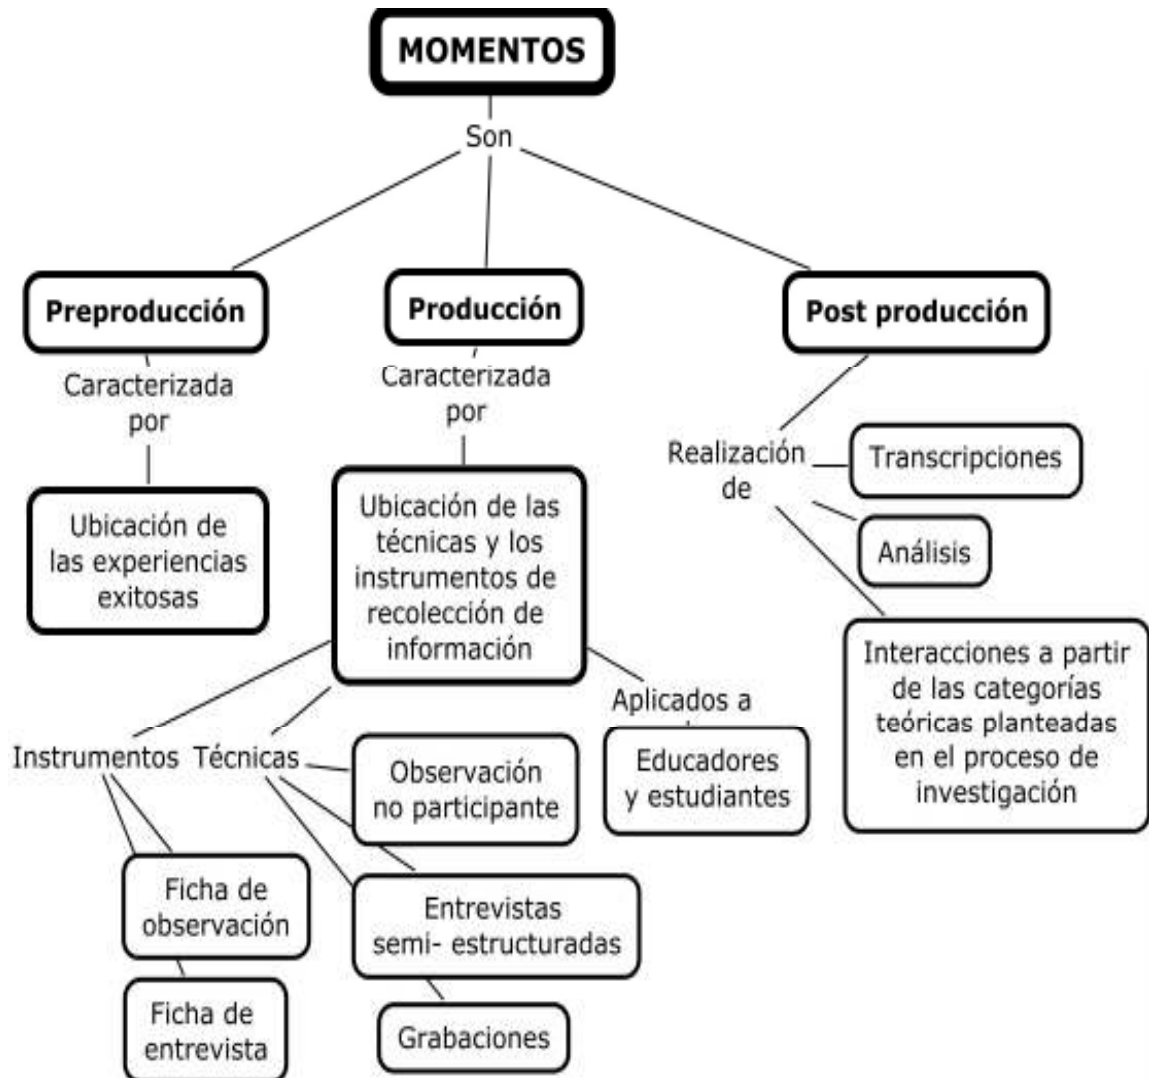 MOMENTOS
Son
Preproducción
Caracterizada
por
Ubicación de
las experiencias
exitosas
Producción
Caracterizada
por
Ubicación de las
técnicas y los
instrumentos de
recolección de
información
Instrumentos
Ficha de
observación
Ficha de
entrevista
Técnicas
Observación
no participante
Entrevistas
semi- estructuradas
Grabaciones
Aplicados a
Educadores
y estudiantes
Post producción
Realización
de
Transcripciones
Análisis
Interacciones a partir
de las categorías
teóricas planteadas
en el proceso de
investigación